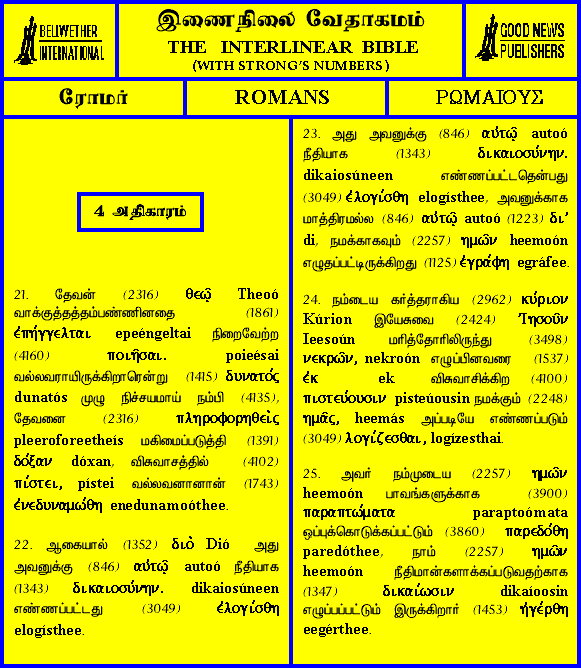 BELLWETHER
INTERNATIONAL
இணைநிலை வேதாகமம்
THE INTERLINEAR BIBLE
(WITH STRONG'S NUMBERS)
GOOD NEWS
PUBLISHERS
ரோமர்
ROMANS
ΡΩΜΑΙΟΥΣ
4 அதிகாரம்
21. தேவன் (2316) θεῷ Theoó
வாக்குத்தத்தம்பண்ணினதை (1861)
ἐπήγγελται epeéngeltai நிறைவேற்ற
(4160) ποιῆσαι. poieésai
வல்லவராயிருக்கிறாரென்று (1415) δυνατός
dunatós முழு நிச்சயமாய் நம்பி (4135),
தேவனை (2316) πληροφορηθεὶς
pleeroforeetheís மகிமைப்படுத்தி (1391)
δόξαν dóxan, விசுவாசத்தில் (4102)
πίστει, pístei வல்லவனானான் (1743)
ἐνεδυναμώθη enedunamoóthee.
22. ஆகையால் (1352) διὸ Dió அது
அவனுக்கு (846) αὐτῷ autoó நீதியாக
(1343) δικαιοσύνην. dikaiosúneen
எண்ணப்பட்டது (3049) ἐλογίσθη
elogísthee.
23. அது அவனுக்கு (846) αὐτῷ autoó
நீதியாக (1343) δικαιοσύνην.
dikaiosúneen எண்ணப்பட்டதென்பது
(3049) ἐλογίσθη elogísthee, அவனுக்காக
மாத்திரமல்ல (846) αὐτῷ autoó (1223) δι'
di, நமக்காகவும் (2257) ημῶν heemoón
எழுதப்பட்டிருக்கிறது (1125) ἐγράφη egráfee.
24. நம்டைய கர்த்தராகிய (2962) κύριον
Kúrion இயேசுவை (2424) Ἰησοῦν
Ieesoún மரித்தோரிலிருந்து (3498)
νεκρῶν, nekroón எழுப்பினவரை (1537)
ἐκ ek விசுவாசிக்கிற (4100)
πιστεύουσιν pisteúousin நமக்கும் (2248)
ημᾶς, heemás அப்படியே எண்ணப்படும்
(3049) λογίζεσθαι, logízesthai.
25. அவர் நம்முடைய (2257) ημῶν
heemoón பாவங்களுக்காக (3900)
παραπτώματα paraptoómata
ஒப்புக்கொடுக்கப்பட்டும் (3860) παρεδόθη
paredóthee, நாம் (2257) ημῶν
heemoón நீதிமான்களாக்கப்படுவதற்காக
(1347) δικαίωσιν dikaíoosin
எழுப்பப்பட்டும் இருக்கிறார் (1453) ἠγέρθη
eegérthee.